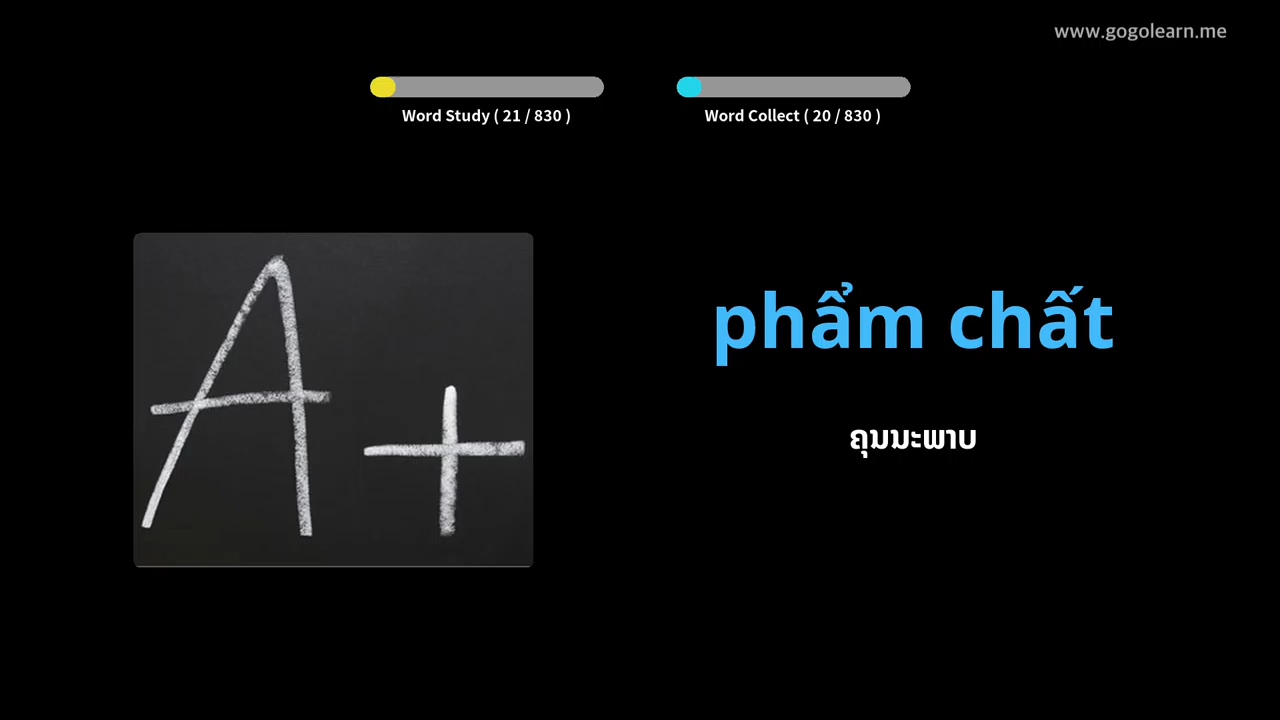 www.gogolearn.me
Word Study ( 21 / 830 )
Word Collect ( 20 / 830 )
A+
phẩm chất
ຄຸນນະພາບ